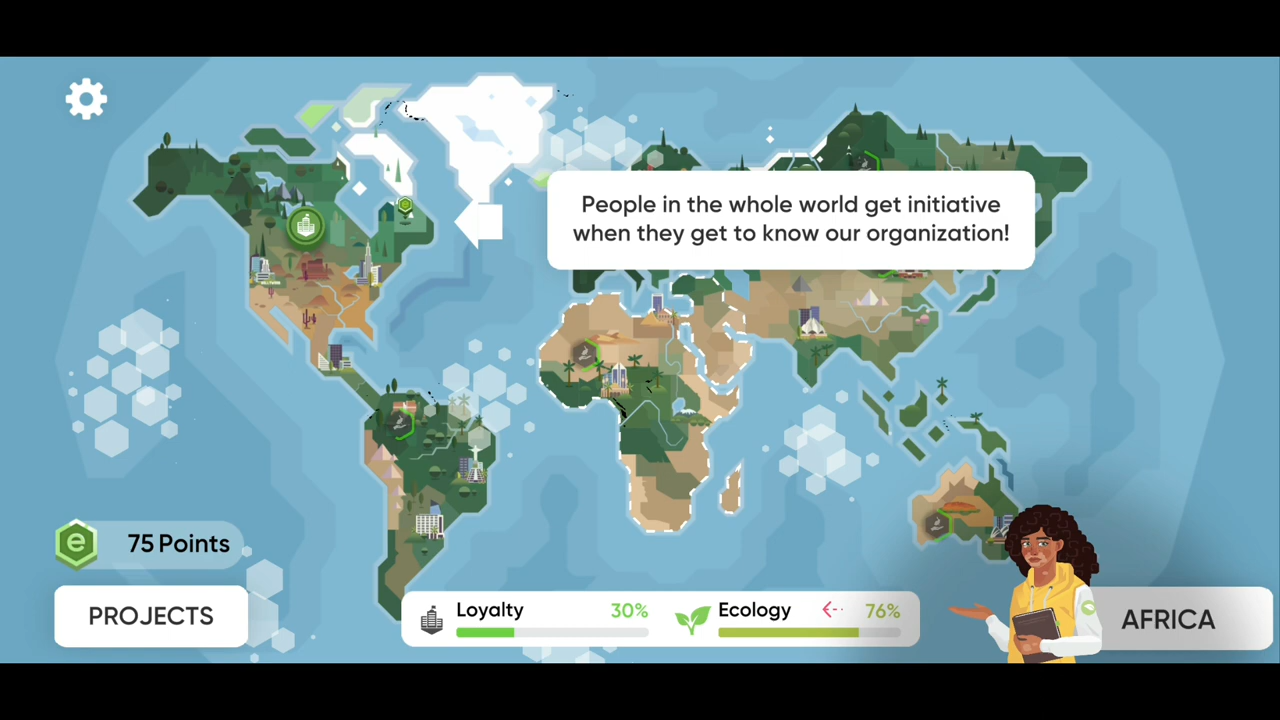 People in the whole world get initiative
when they get to know our organization!
e 75 Points
PROJECTS
Loyalty 30%
Ecology 76%
AFRICA